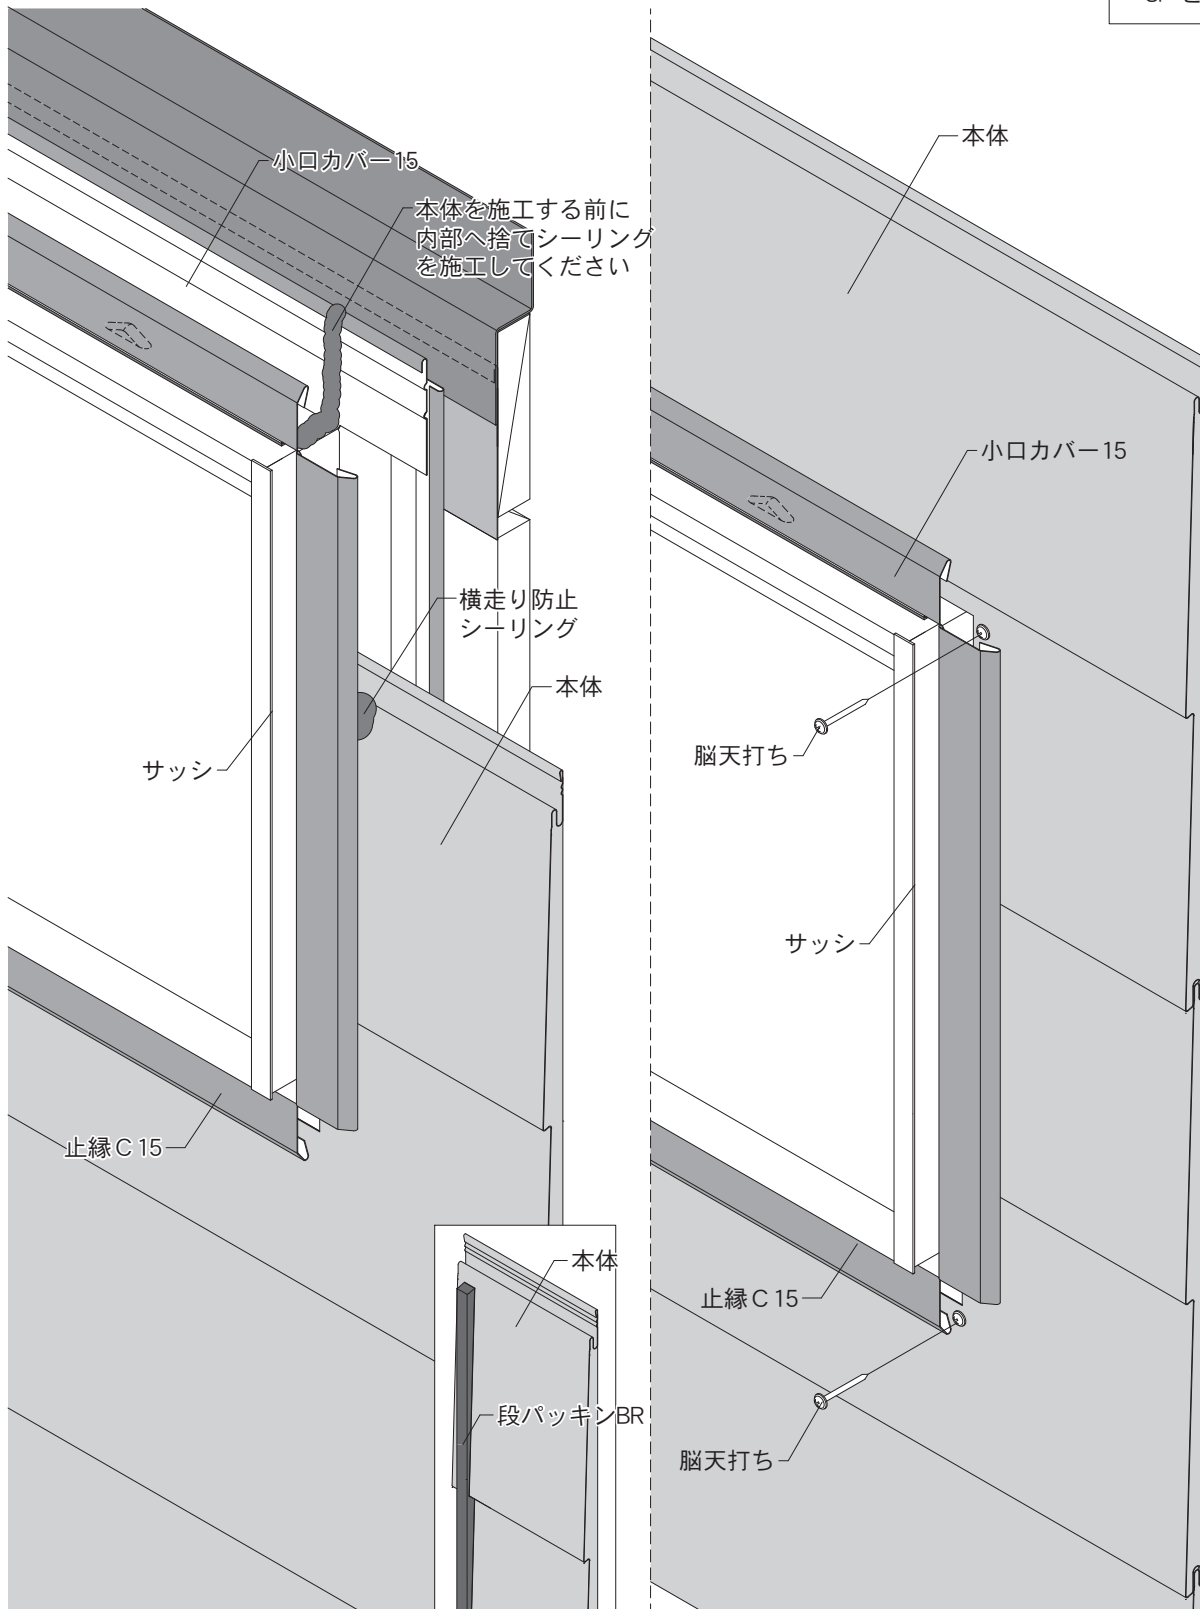 小口カバー15
本体を施工する前に
内部へ捨てシーリング
を施工してください
横走り防止
シーリング
本体
サッシ
止縁C 15
本体
段パッキンBR
本体
小口カバー15
脳天打ち
サッシ
止縁C 15
脳天打ち